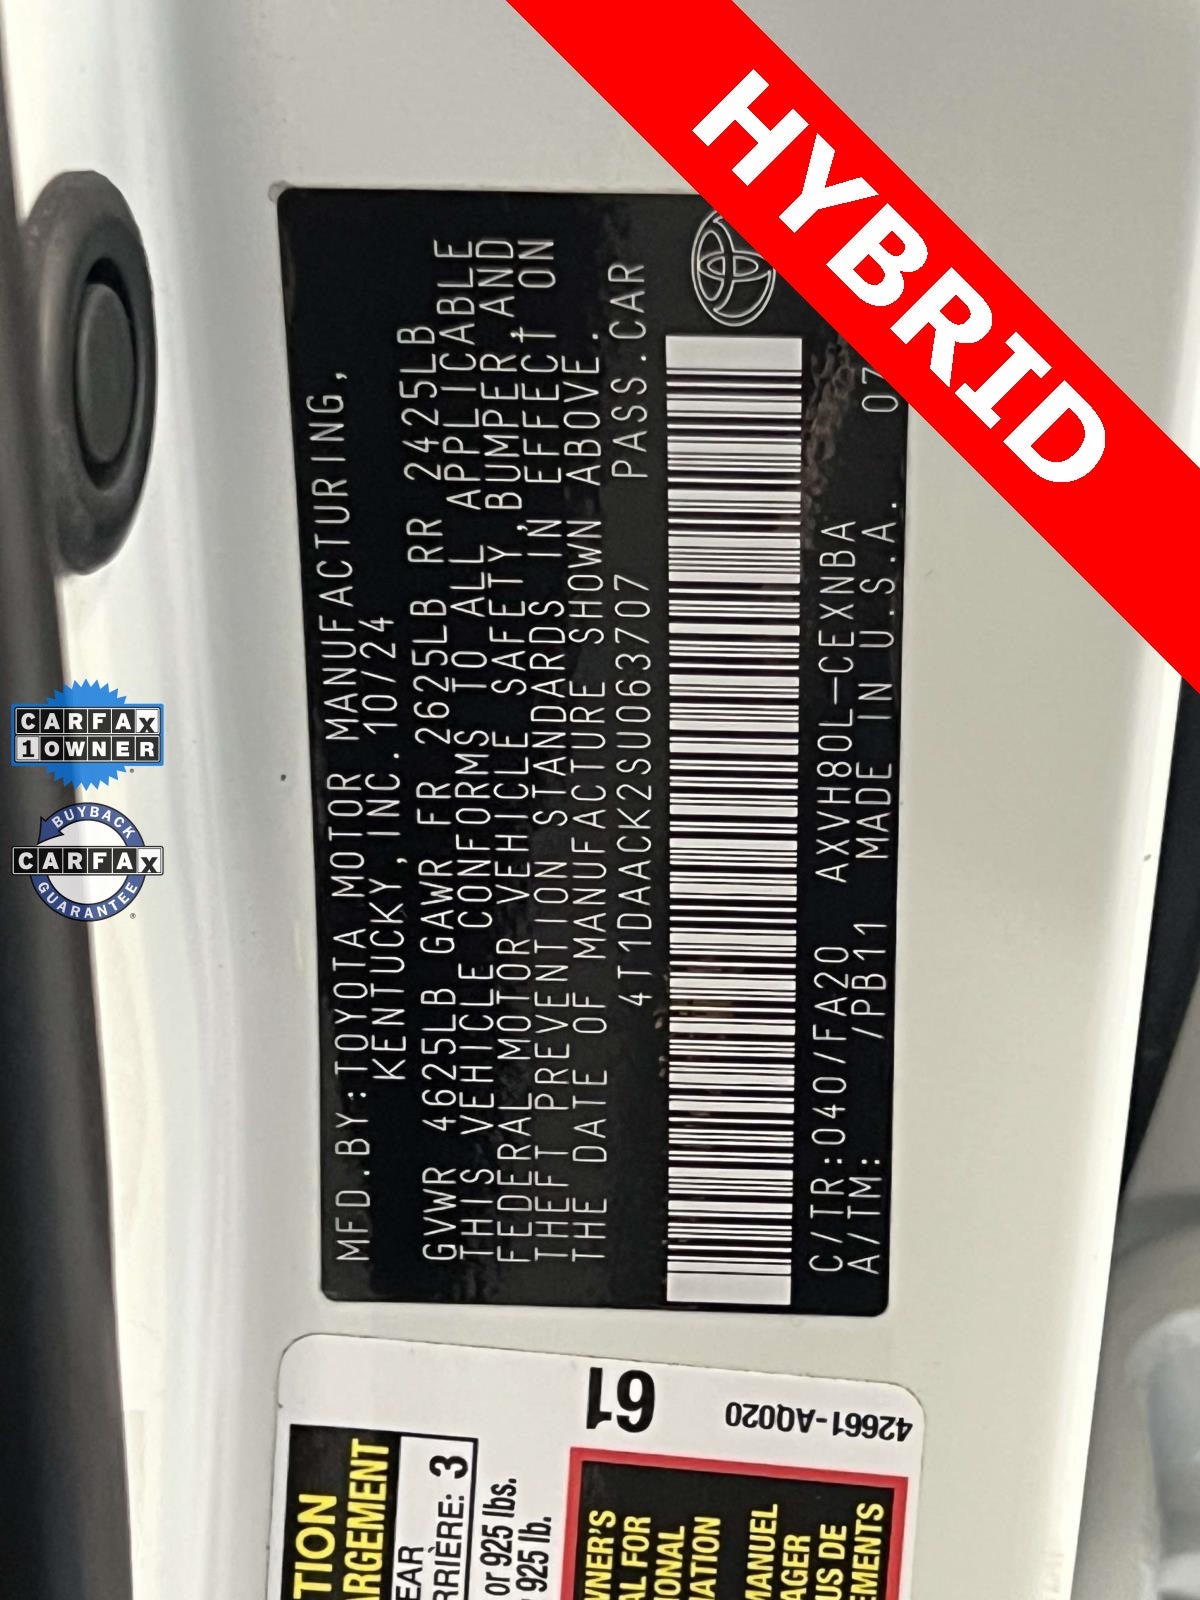 HYBRID
MFD.BY:TOYOTA MOTOR MANUFACTURING,
KENTUCKY, INC. 10/24
GVWR 4625LB GAWR FR 2625LB RR 2425LB
THIS VEHICLE CONFORMS TO ALL APPLICABLE
FEDERAL MOTOR VEHICLE SAFETY, BUMPER, AND
THEFT PREVENTION STANDARDS IN EFFECT ON
THE DATE OF MANUFACTURE SHOWN ABOVE.
4T1DAACK2SU063707 PASS.CAR
C/TR:040/FA20 AXVH80L-CEXNBA
A/TM: /PB11 MADE IN U.S.A. 07
CARFAX
1 OWNER
BUYBACK
CARFAX
GUARANTEE
61
42661-AQ020
TION
ARGEMENT
EAR
RRIÈRE: 3
or 925 lbs.
925 lb.
WNER'S
AL FOR
IONAL
MATION
MANUEL
AGER
US DE
EMENTS